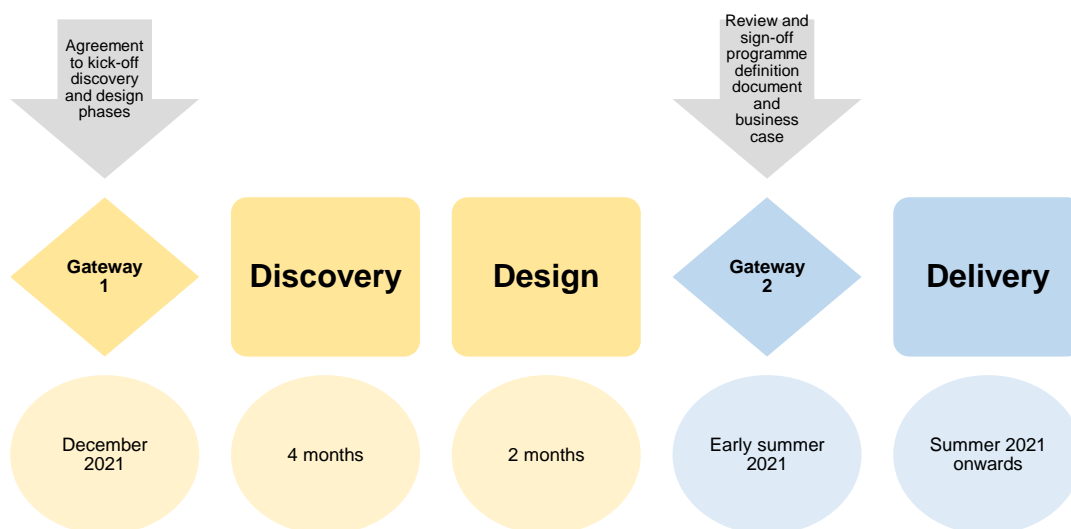 Agreement
to kick-off
discovery
and design
phases
Review and
sign-off
programme
definition
document
and
business
case
Gateway
1
Discovery
Design
Gateway
2
Delivery
December
2021
4 months
2 months
Early summer
2021
Summer 2021
onwards